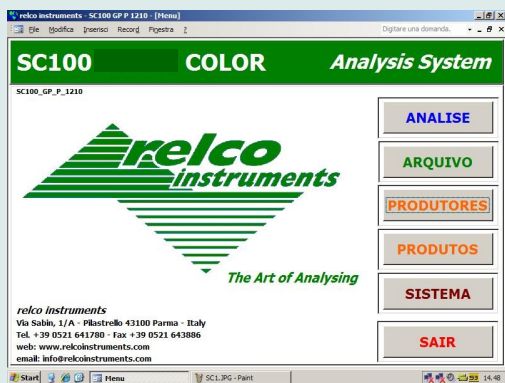 relco instruments - SC100 GP P 1210 - [Menu]
File Modifica Inserisci Record Finestra ?
Digitare una domanda.
SC100 COLOR Analysis System
SC100_GP_P_1210
relco
instruments
The Art of Analysing
relco instruments
Via Sabin, 1/A - Pilastrello 43100 Parma - Italy
Tel. +39 0521 641780 - Fax +39 0521 643886
web: www.relcoinstruments.com
email: info@relcoinstruments.com
ANALISE
ARQUIVO
PRODUTORES
PRODUTOS
SISTEMA
SAIR
Start Menu SC1.JPG - Paint 14.48